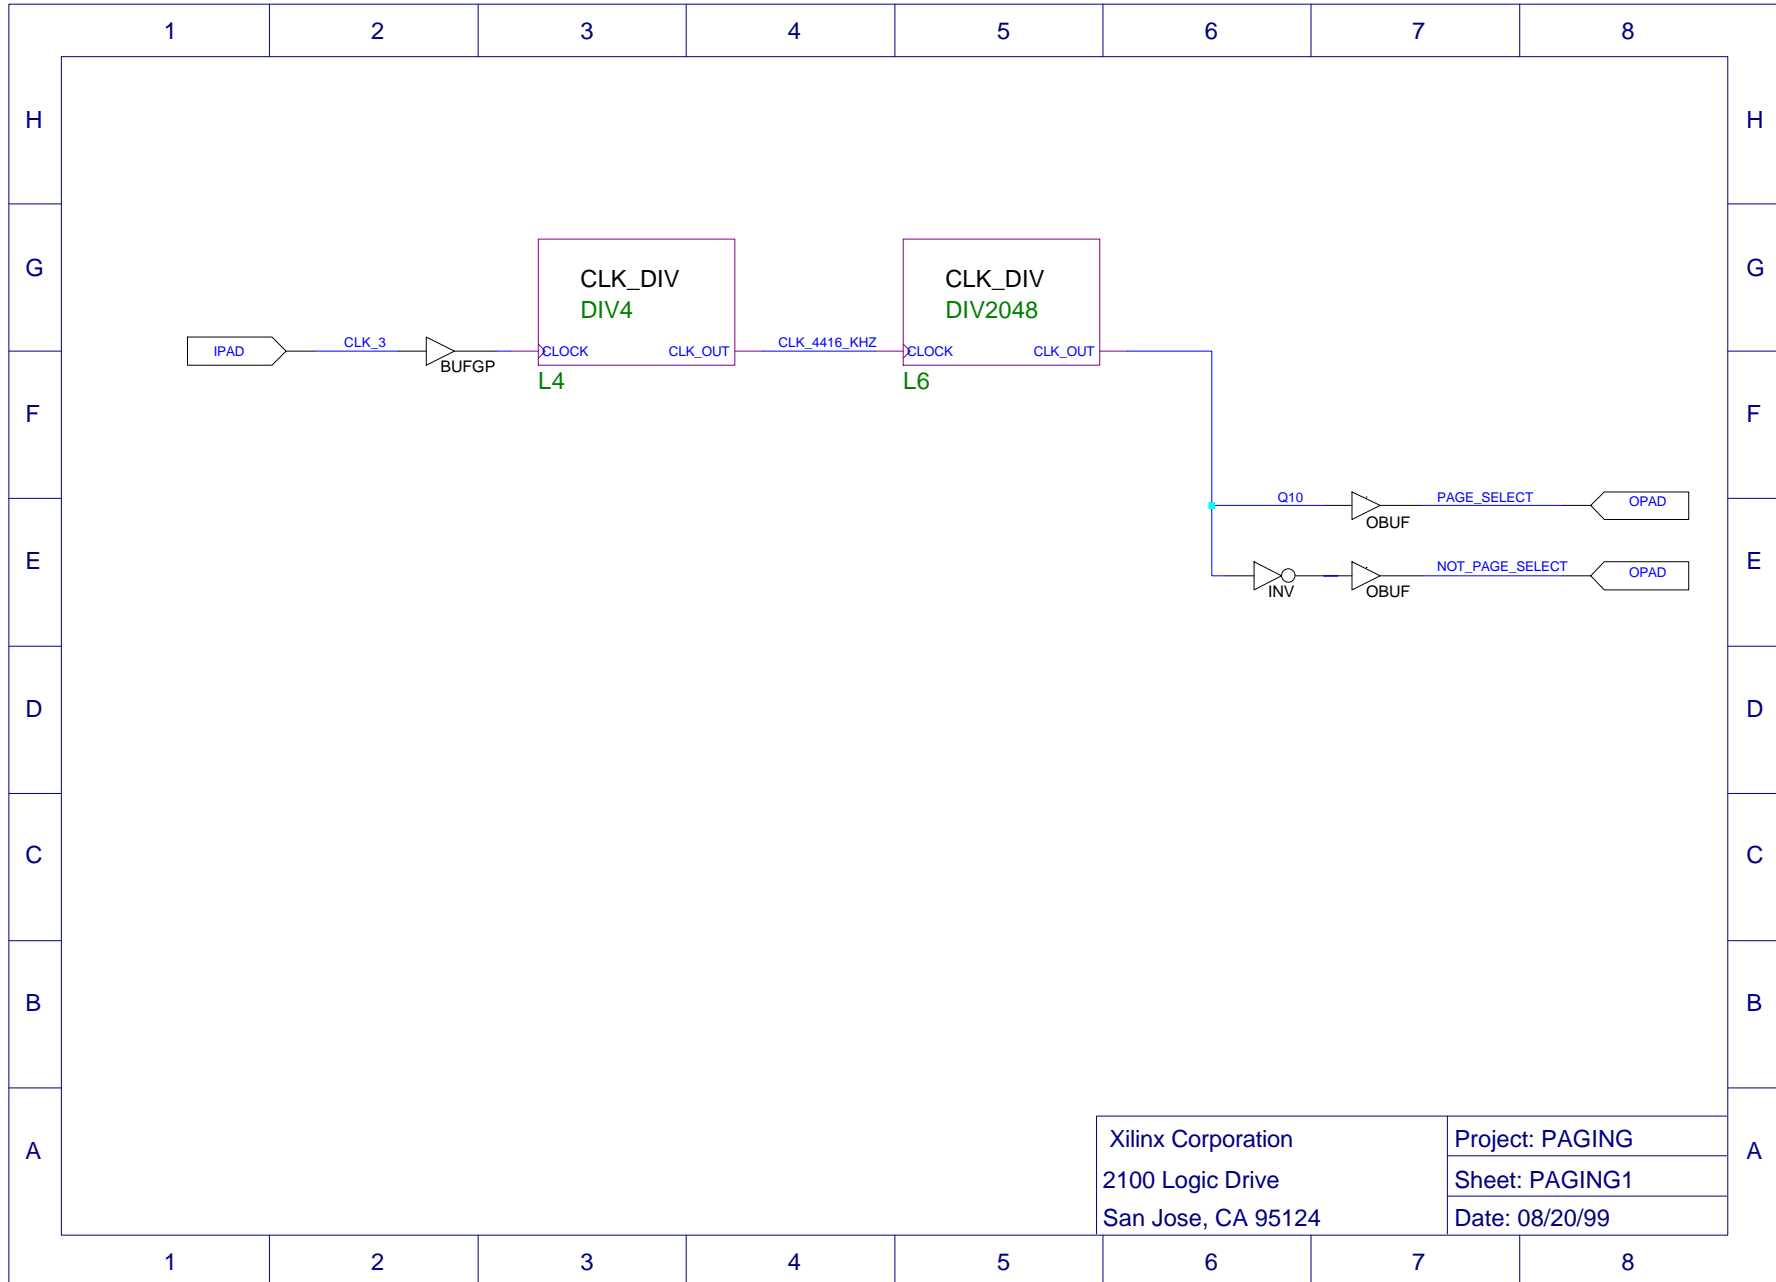 1 2 3 4 5 6 7 8
H H
G G
CLK_DIV CLK_DIV
DIV4 DIV2048
IPAD CLK_3 BUFGP CLOCK CLK_OUT CLK_4416_KHZ CLOCK CLK_OUT
L4 L6
F F
Q10 OBUF PAGE_SELECT OPAD
E E
INV OBUF NOT_PAGE_SELECT OPAD
D D
C C
B B
A A
Xilinx Corporation
2100 Logic Drive
San Jose, CA 95124
Project: PAGING
Sheet: PAGING1
Date: 08/20/99
1 2 3 4 5 6 7 8